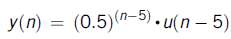 y(n) = (0.5)^(n–5) • u(n – 5)